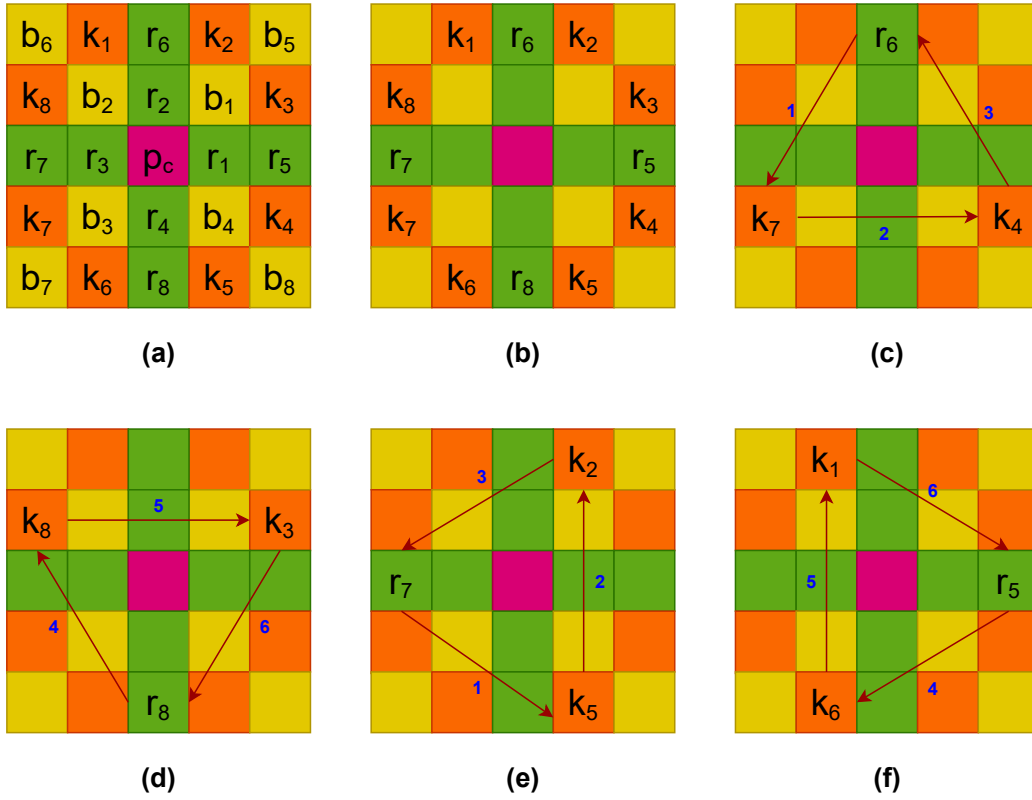 b₆ k₁ r₆ k₂ b₅
k₈ b₂ r₂ b₁ k₃
r₇ r₃ p_c r₁ r₅
k₇ b₃ r₄ b₄ k₄
b₇ k₆ r₈ k₅ b₈
(a)
k₁ r₆ k₂
k₈ k₃
r₇ r₅
k₇ k₄
k₆ r₈ k₅
(b)
r₆
1 3
k₇ k₄
2
(c)
5
k₈ k₃
4 6
r₈
(d)
k₂
3
r₇ 2
1
k₅
(e)
k₁
6
5 r₅
4
k₆
(f)